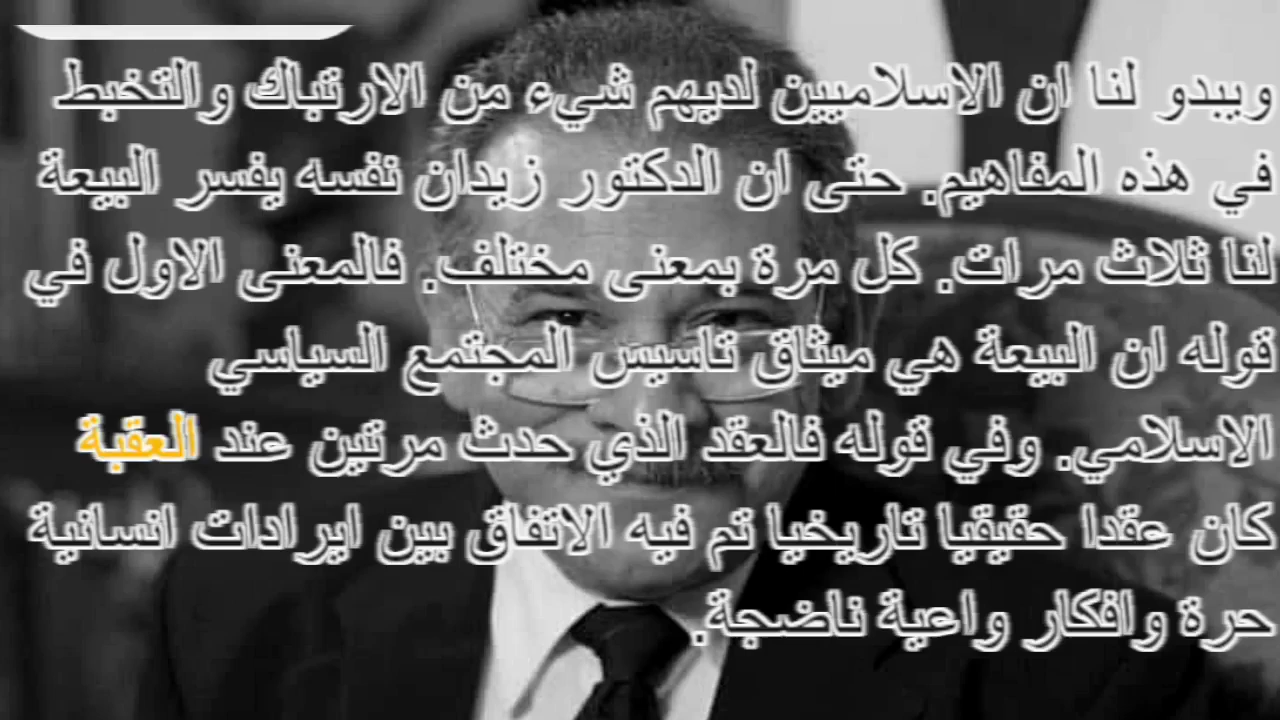 ويبدو لنا ان الاسلاميين لديهم شيء من الارتباك والتخبط
في هذه المفاهيم. حتى ان الدكتور زيدان نفسه يفسر البيعة
لنا ثلاث مرات. كل مرة بمعنى مختلف. فالمعنى الاول في
قوله ان البيعة هي ميثاق تاسيس المجتمع السياسي
الاسلامي. وفي قوله فالعقد الذي حدث مرتين عند العقبة
كان عقدا حقيقيا تاريخيا تم فيه الاتفاق بين ايرادات انسانية
حرة وافكار واعية ناضجة.